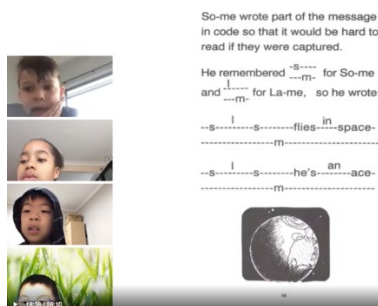 So-me wrote part of the message
in code so that it would be hard to
read if they were captured.
He remembered -s---- ---m- for So-me
and l------ ---m- for La-me, so he wrote
l in
--s-------s--------flies-----space-
------------------m-------------------
l an
--s-------s--------he's-----ace-
------------------m-------------------